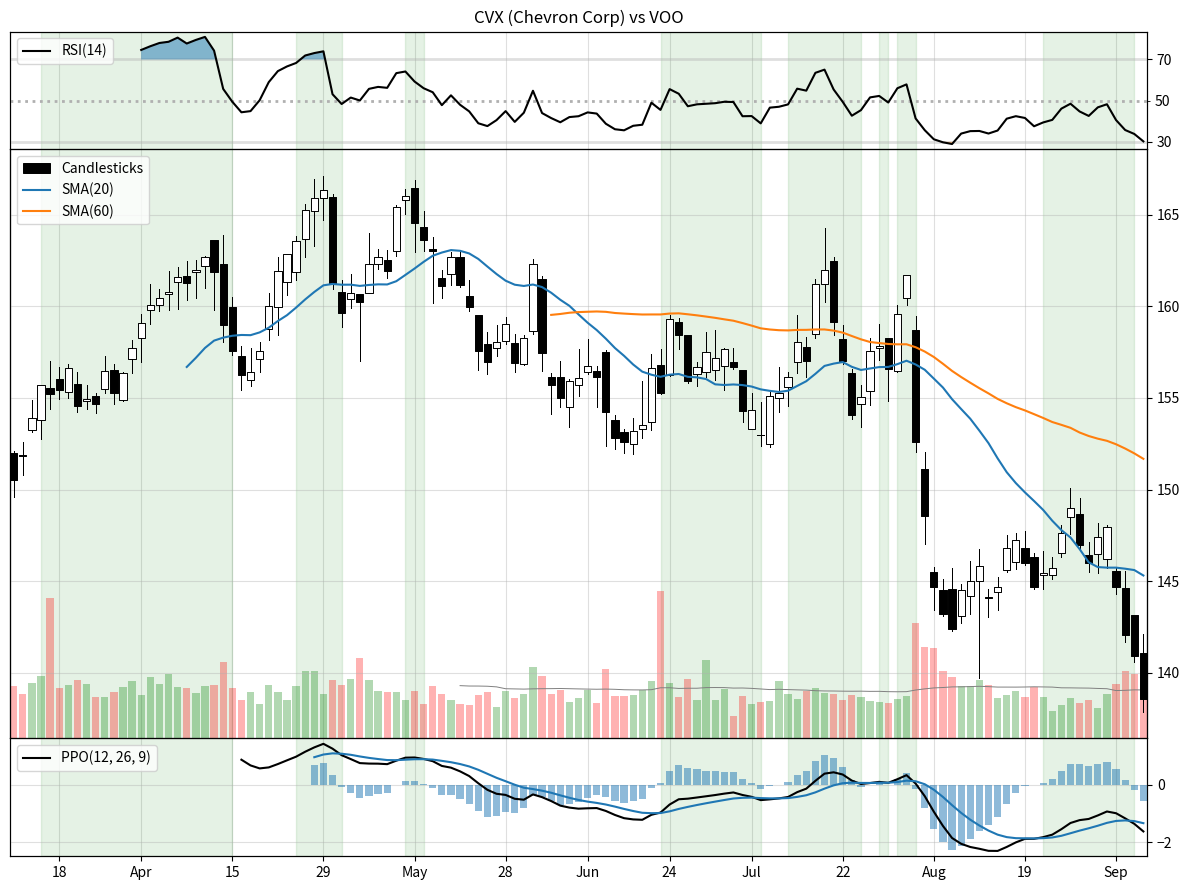 CVX (Chevron Corp) vs VOO
RSI(14)
70
50
30
Candlesticks
SMA(20)
SMA(60)
165
160
155
150
145
140
PPO(12, 26, 9)
0
−2
18 Apr 15 29 May 28 Jun 24 Jul 22 Aug 19 Sep